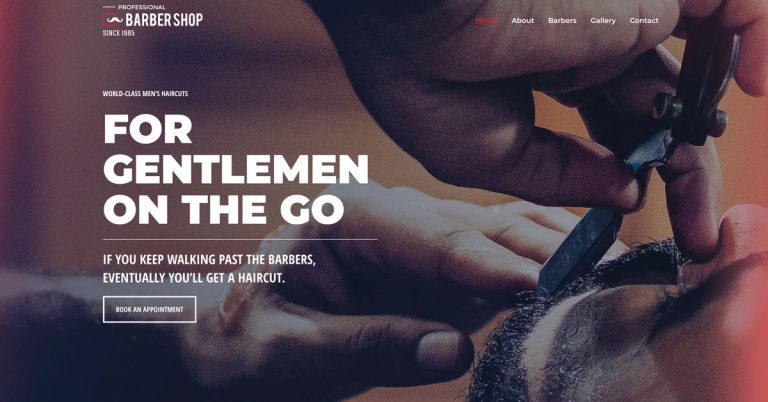 PROFESSIONAL
BARBER SHOP
SINCE 1985
Home About Barbers Gallery Contact
WORLD-CLASS MEN'S HAIRCUTS
FOR
GENTLEMEN
ON THE GO
IF YOU KEEP WALKING PAST THE BARBERS,
EVENTUALLY YOU'LL GET A HAIRCUT.
BOOK AN APPOINTMENT